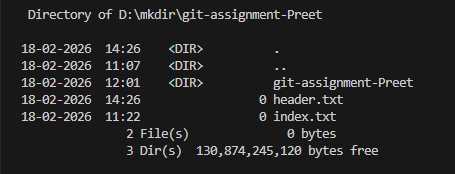 Directory of D:\mkdir\git-assignment-Preet
18-02-2026  14:26    <DIR>          .
18-02-2026  11:07    <DIR>          ..
18-02-2026  12:01    <DIR>          git-assignment-Preet
18-02-2026  14:26                 0 header.txt
18-02-2026  11:22                 0 index.txt
               2 File(s)              0 bytes
               3 Dir(s)  130,874,245,120 bytes free